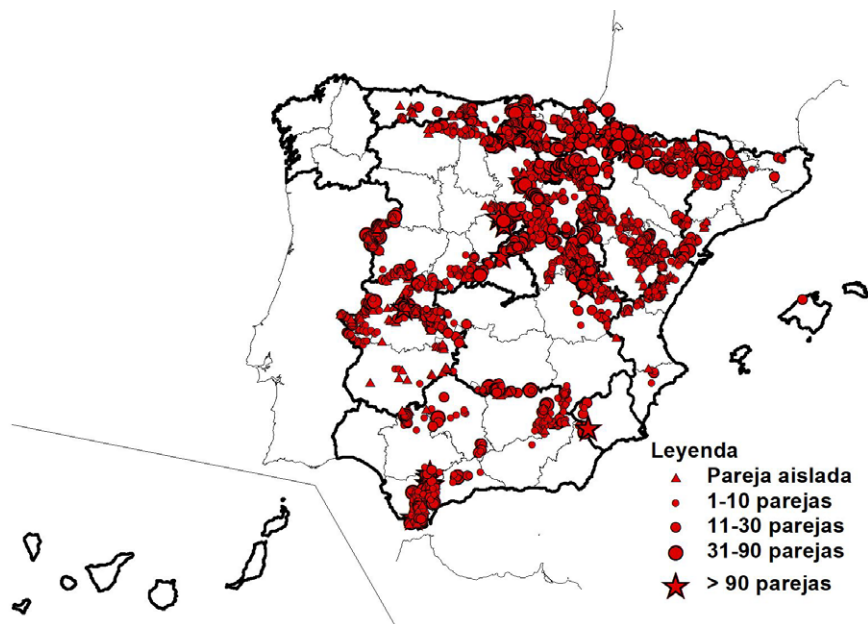 Leyenda
Pareja aislada
1-10 parejas
11-30 parejas
31-90 parejas
> 90 parejas